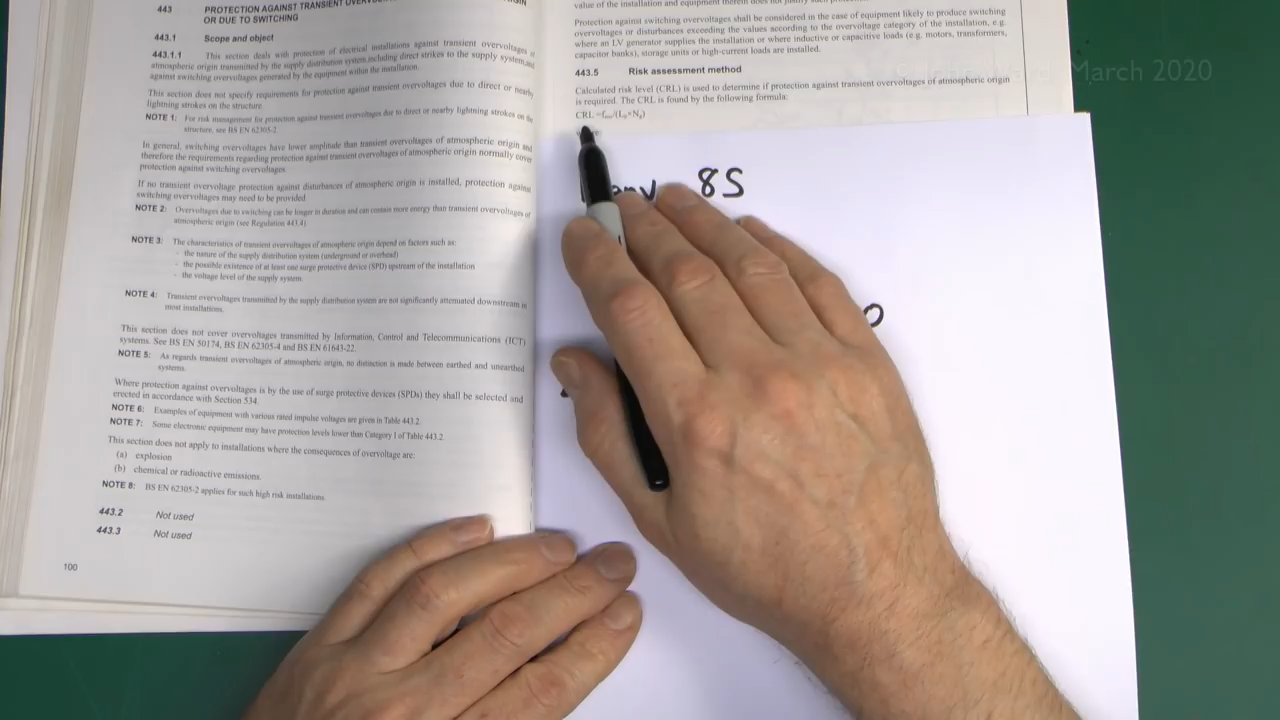 443 PROTECTION AGAINST TRANSIENT
OR DUE TO SWITCHING
443.1 Scope and object
443.1.1 This section deals with protection of electrical installations against transient overvoltages of
atmospheric origin transmitted by the supply distribution system, including direct strikes to the supply system, and
against switching overvoltages generated by the equipment within the installation.
This section does not specify requirements for protection against transient overvoltages due to direct or nearby
lightning strokes on the structure.
NOTE 1: For risk management for protection against transient overvoltages due to direct or nearby lightning strokes on the
structure, see BS EN 62305-2
In general, switching overvoltages have lower amplitude than transient overvoltages of atmospheric origin and
therefore the requirements regarding protection against transient overvoltages of atmospheric origin normally cover
protection against switching overvoltages.
If no transient overvoltage protection against disturbances of atmospheric origin is installed, protection against
switching overvoltages may need to be provided.
NOTE 2: Overvoltages due to switching can be longer in duration and can contain more energy than transient overvoltages of
atmospheric origin (see Regulation 443.4)
NOTE 3: The characteristics of transient overvoltages of atmospheric origin depend on factors such as:
- the nature of the supply distribution system (underground or overhead)
- the possible existence of at least one surge protective device (SPD) upstream of the installation
- the voltage level of the supply system.
NOTE 4: Transient overvoltages transmitted by the supply distribution system are not significantly attenuated downstream in
most installations.
This section does not cover overvoltages transmitted by Information, Control and Telecommunications (ICT)
systems. See BS EN 50174, BS EN 62305-4 and BS EN 61643-22.
NOTE 5: As regards transient overvoltages of atmospheric origin, no distinction is made between earthed and unearthed
systems.
Where protection against overvoltages is by the use of surge protective devices (SPDs) they shall be selected and
erected in accordance with Section 534.
NOTE 6: Examples of equipment with various rated impulse voltages are given in Table 443.2.
NOTE 7: Some electronic equipment may have protection levels lower than Category I of Table 443.2.
This section does not apply to installations where the consequences of overvoltage are:
(a) explosion
(b) chemical or radioactive emissions.
NOTE 8: BS EN 62305-2 applies for such high risk installations.
443.2 Not used
443.3 Not used
100
value of the installation and equipment therein does not justify such
Protection against switching overvoltages shall be considered in the case of equipment likely to produce switching
overvoltages or disturbances exceeding the values according to the overvoltage category of the installation, e.g.
where an LV generator supplies the installation or where inductive or capacitive loads (e.g. motors, transformers,
capacitor banks), storage units or high-current loads are installed.
443.5 Risk assessment method
Calculated risk level (CRL) is used to determine if protection against transient overvoltages of atmospheric origin
is required. The CRL is found by the following formula:
CRL = fenv/(LP×Ng)
85
March 2020